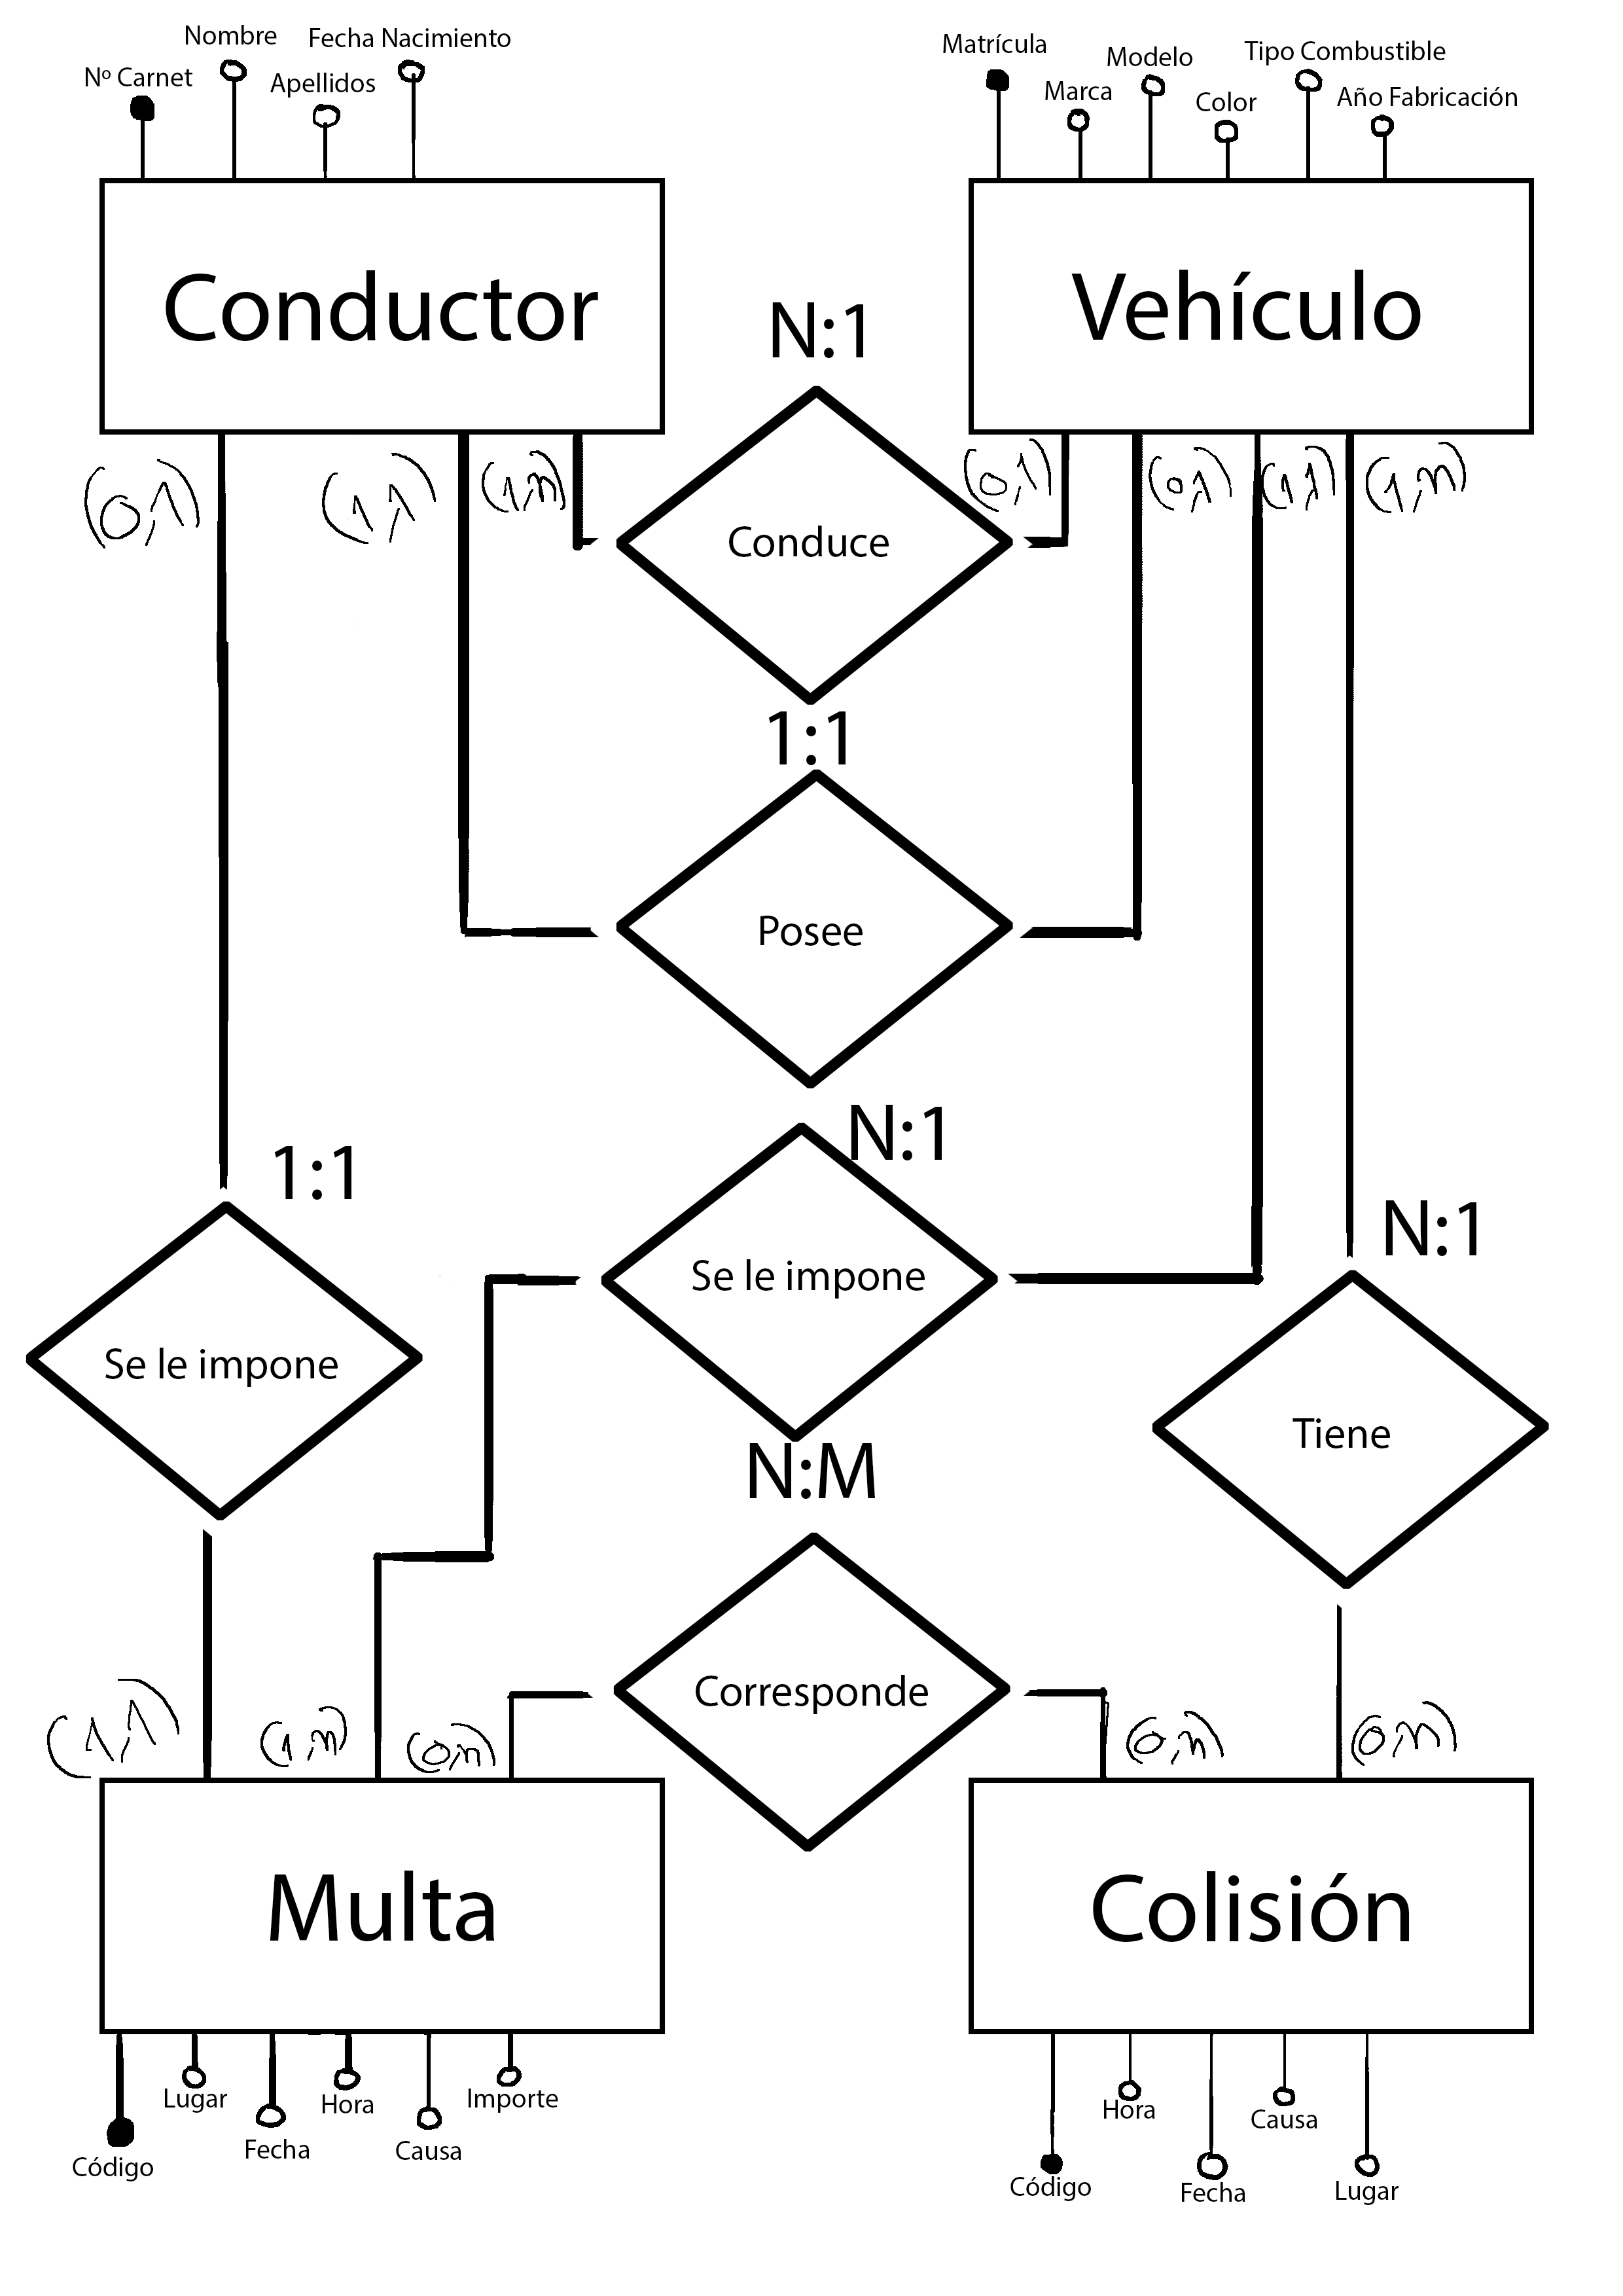 Nombre
Fecha Nacimiento
Nº Carnet
Apellidos
Matrícula
Modelo
Tipo Combustible
Marca
Color
Año Fabricación
Conductor
Vehículo
N:1
(0,1)
(1,1)
(1,n)
(0,1)
(0,1)
(1,1)
(1,n)
Conduce
1:1
Posee
N:1
1:1
N:1
Se le impone
Se le impone
Tiene
N:M
Corresponde
(1,1)
(1,n)
(0,n)
(0,n)
(0,n)
Multa
Colisión
Lugar
Hora
Importe
Código
Fecha
Causa
Hora
Causa
Código
Fecha
Lugar